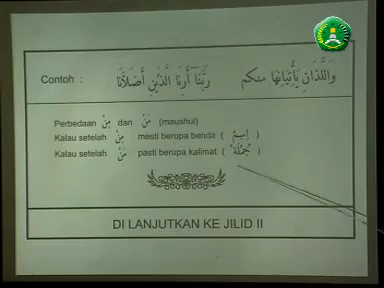 Contoh : رَبَّنَآ أَرِنَا الَّذَيْنِ أَضَلَّانَا وَاللَّذَانِ يَأْتِيَانِهَا مِنكُم
Perbedaan مِنْ dan مَنْ (maushul)
Kalau setelah مِنْ mesti berupa benda ( اِسِمْ )
Kalau setelah مَنْ pasti berupa kalimat ( جُمْلَةْ )
DI LANJUTKAN KE JILID II